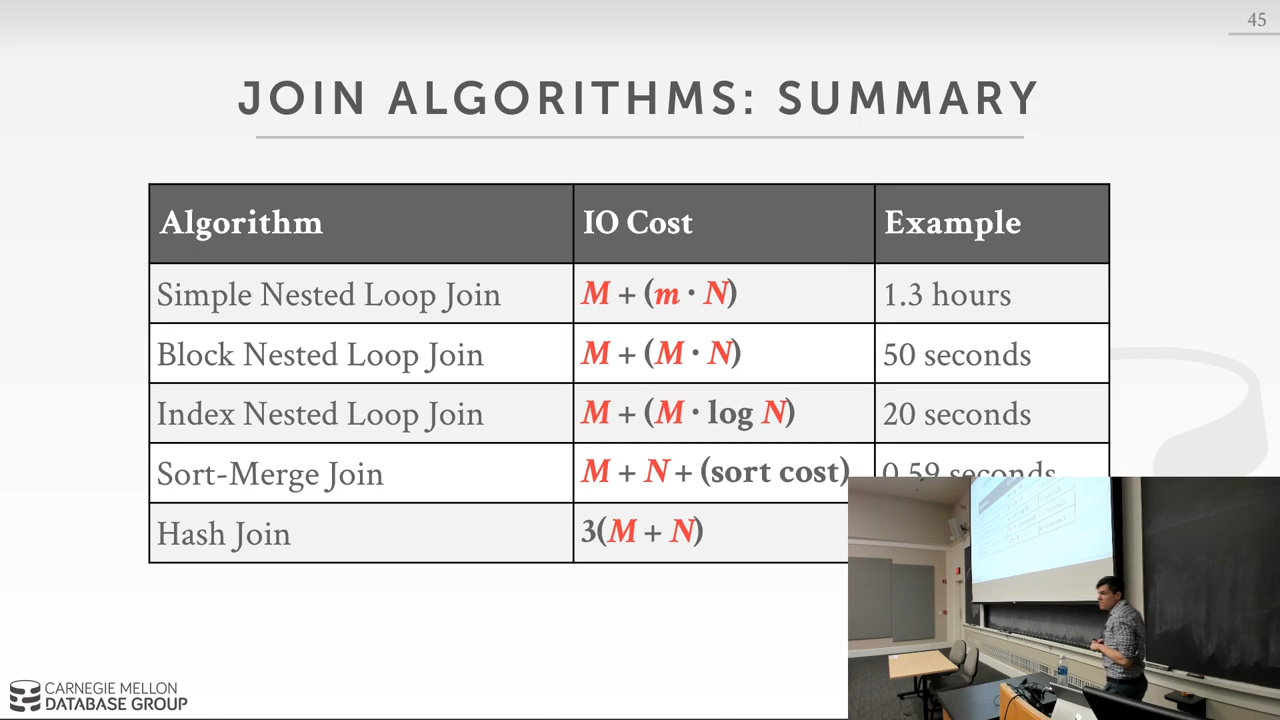 45
JOIN ALGORITHMS: SUMMARY
Algorithm IO Cost Example
Simple Nested Loop Join M + (m · N) 1.3 hours
Block Nested Loop Join M + (M · N) 50 seconds
Index Nested Loop Join M + (M · log N) 20 seconds
Sort-Merge Join M + N + (sort cost) 0.59 seconds
Hash Join 3(M + N)
CARNEGIE MELLON
DATABASE GROUP